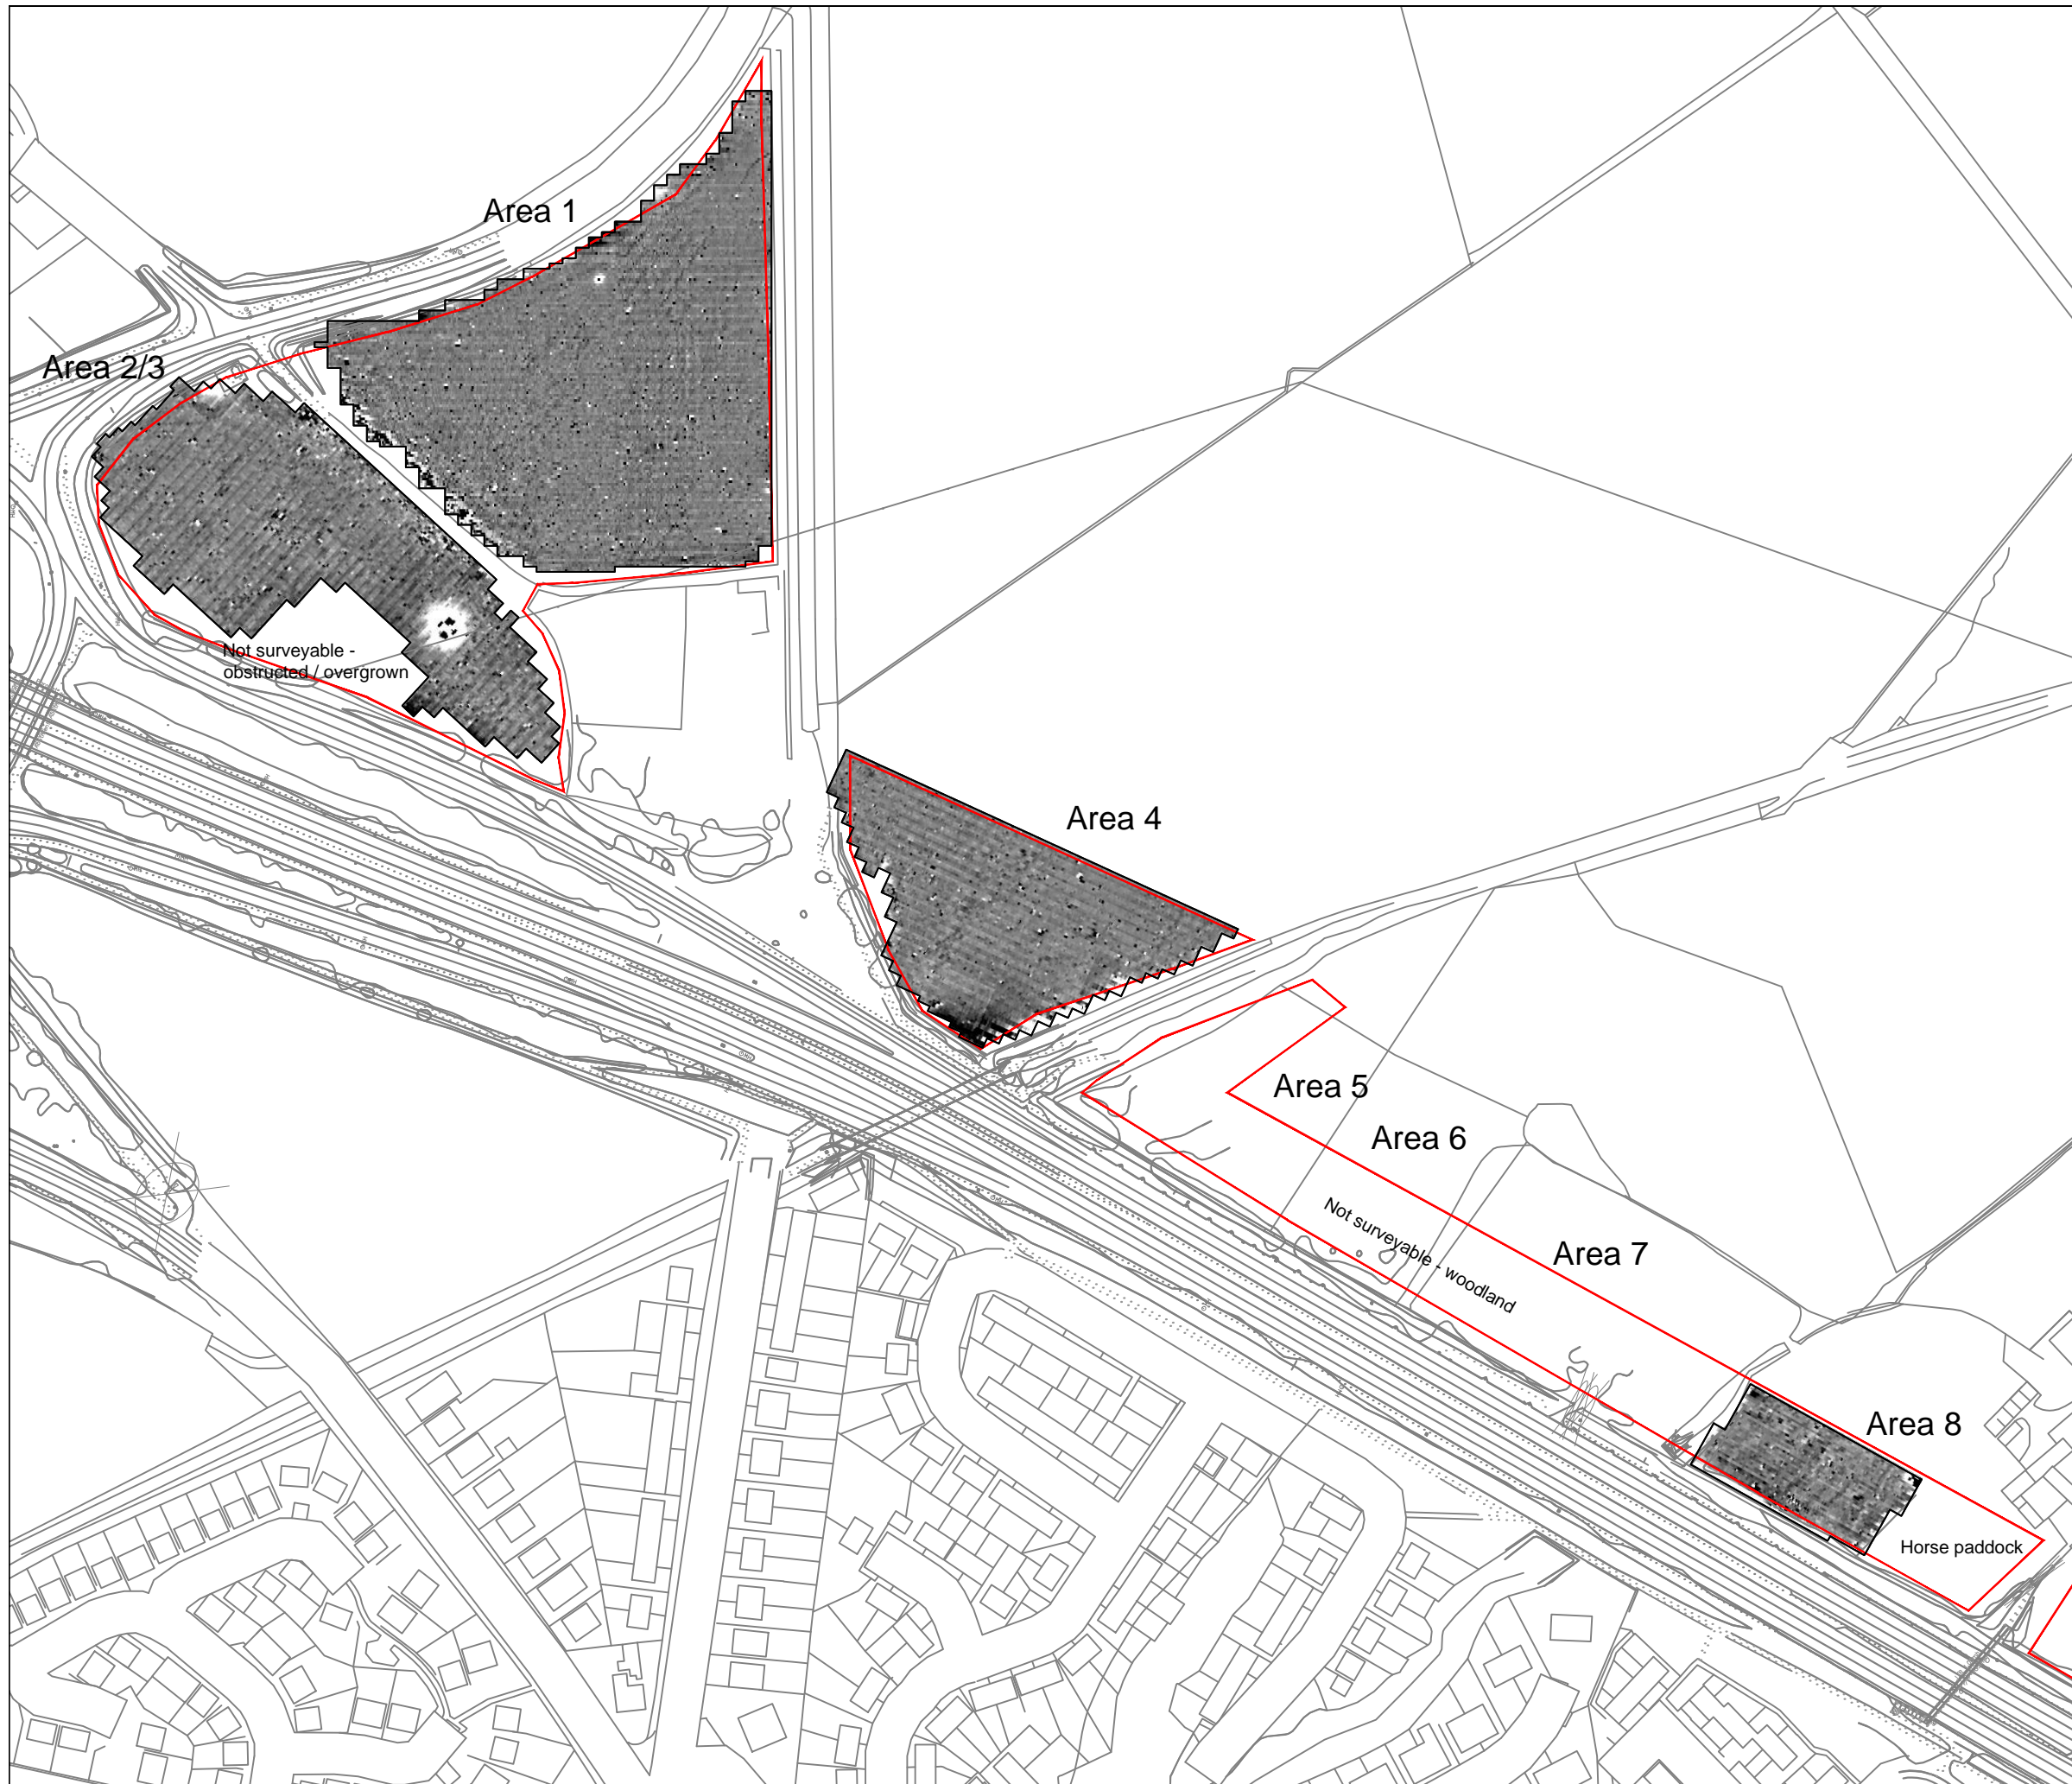 Area 1
Area 2/3
Not surveyable -
obstructed / overgrown
Area 4
Area 5
Area 6
Not surveyable - woodland
Area 7
Area 8
Horse paddock